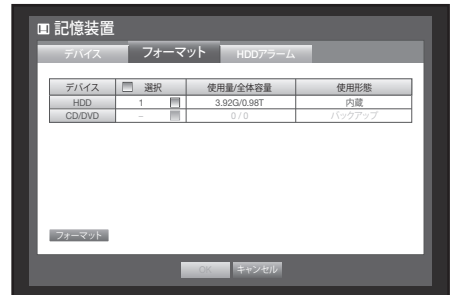 記憶装置
デバイス フォーマット HDDアラーム
デバイス 選択 使用量/全体容量 使用形態
HDD 1 3.92G/0.98T 内蔵
CD/DVD – 0 / 0 バックアップ
フォーマット
OK キャンセル